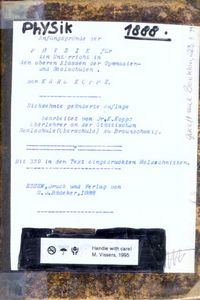 PHYSIK 1888.
Anfangsgründe der
P H Y S I K für
den Unterricht in
den oberen Klassen der Gymnasien
und Realschulen .
von KARL KOPPE,
Sechzehnte geänderte Auflage
bearbeitet von Dr.K.Koppe
Oberlehrer an der Städtischen
Realschule(Oberschule) zu Braunschweig.
Mit 339 in den Text eingedruckten Holzschnitten.
ESSEN,Druck und Verlag von
G.D.Bädeker,1888
Handle with care!
M. Vissers, 1995